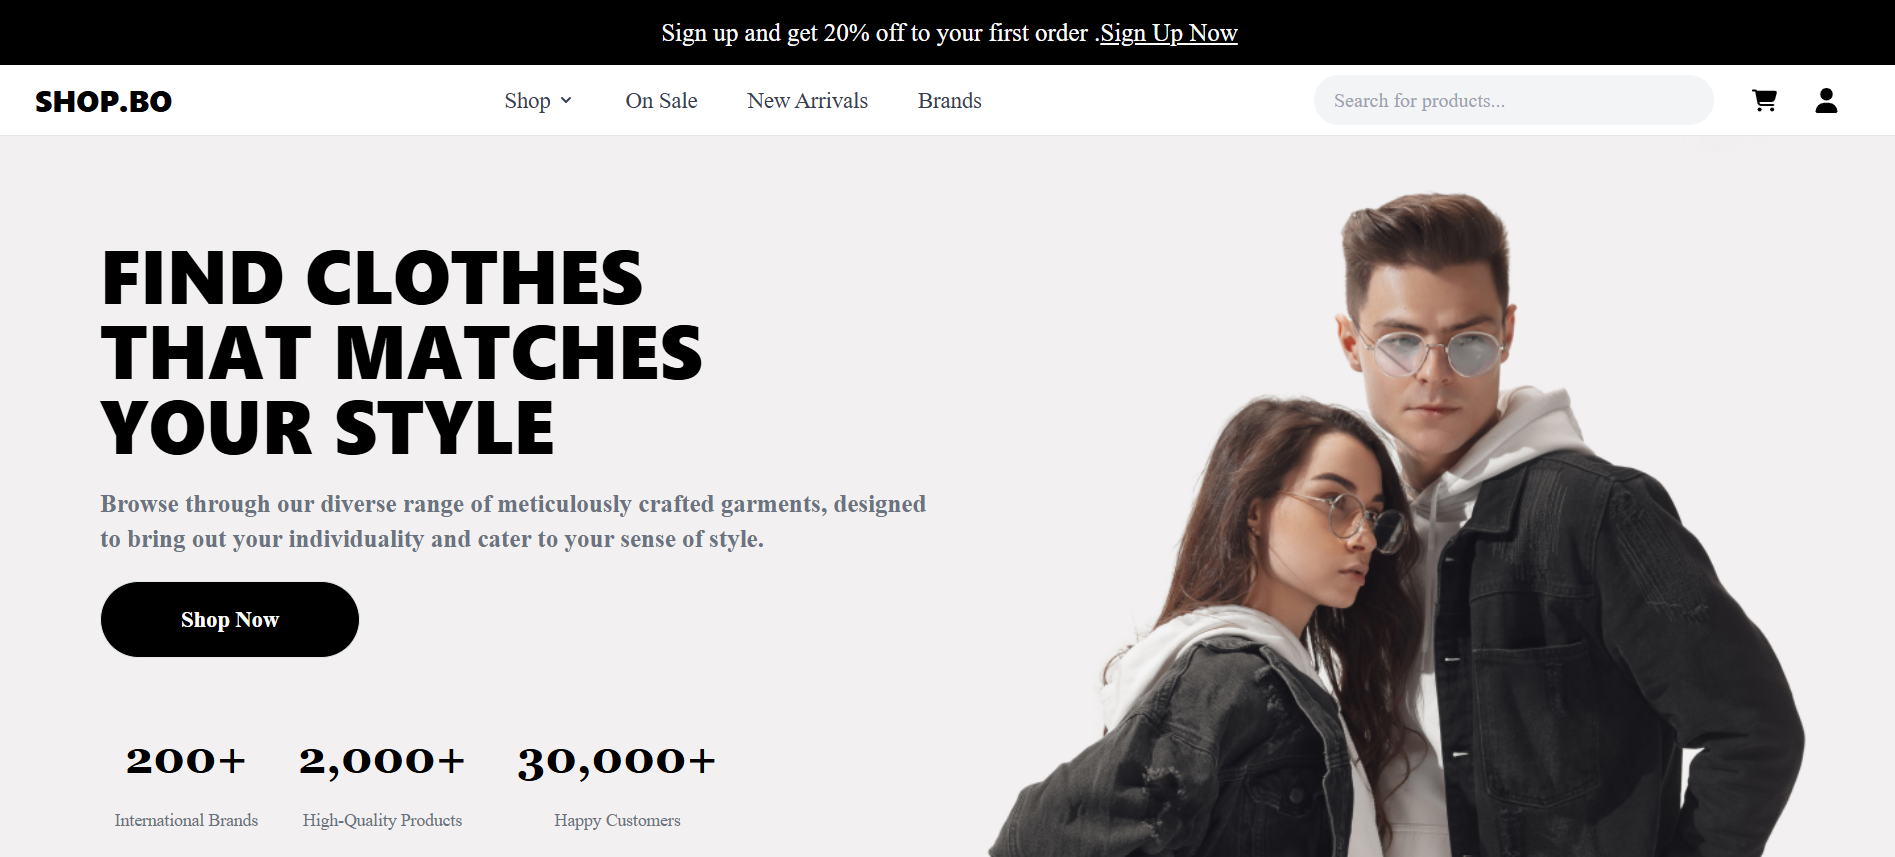 Sign up and get 20% off to your first order .Sign Up Now
SHOP.BO
Shop
On Sale
New Arrivals
Brands
Search for products...
FIND CLOTHES
THAT MATCHES
YOUR STYLE
Browse through our diverse range of meticulously crafted garments, designed
to bring out your individuality and cater to your sense of style.
Shop Now
200+
International Brands
2,000+
High-Quality Products
30,000+
Happy Customers